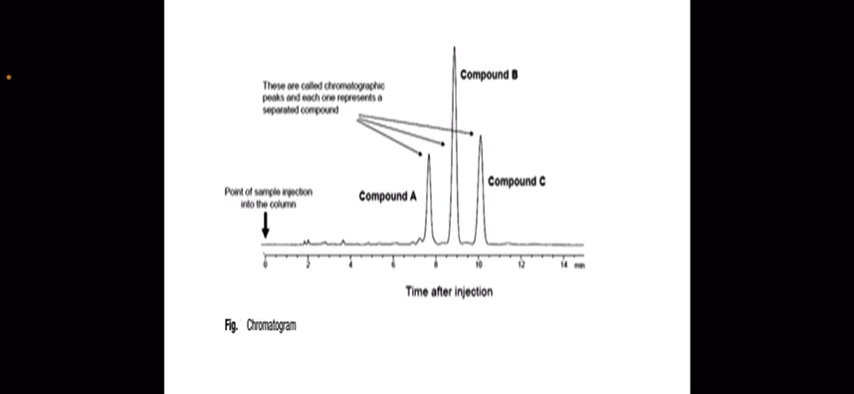 Compound B
These are called chromatographic
peaks and each one represents a
separated compound
Compound C
Point of sample injection
into the column
Compound A
0 2 4 6 8 10 12 14 min
Time after injection
Fig. Chromatogram